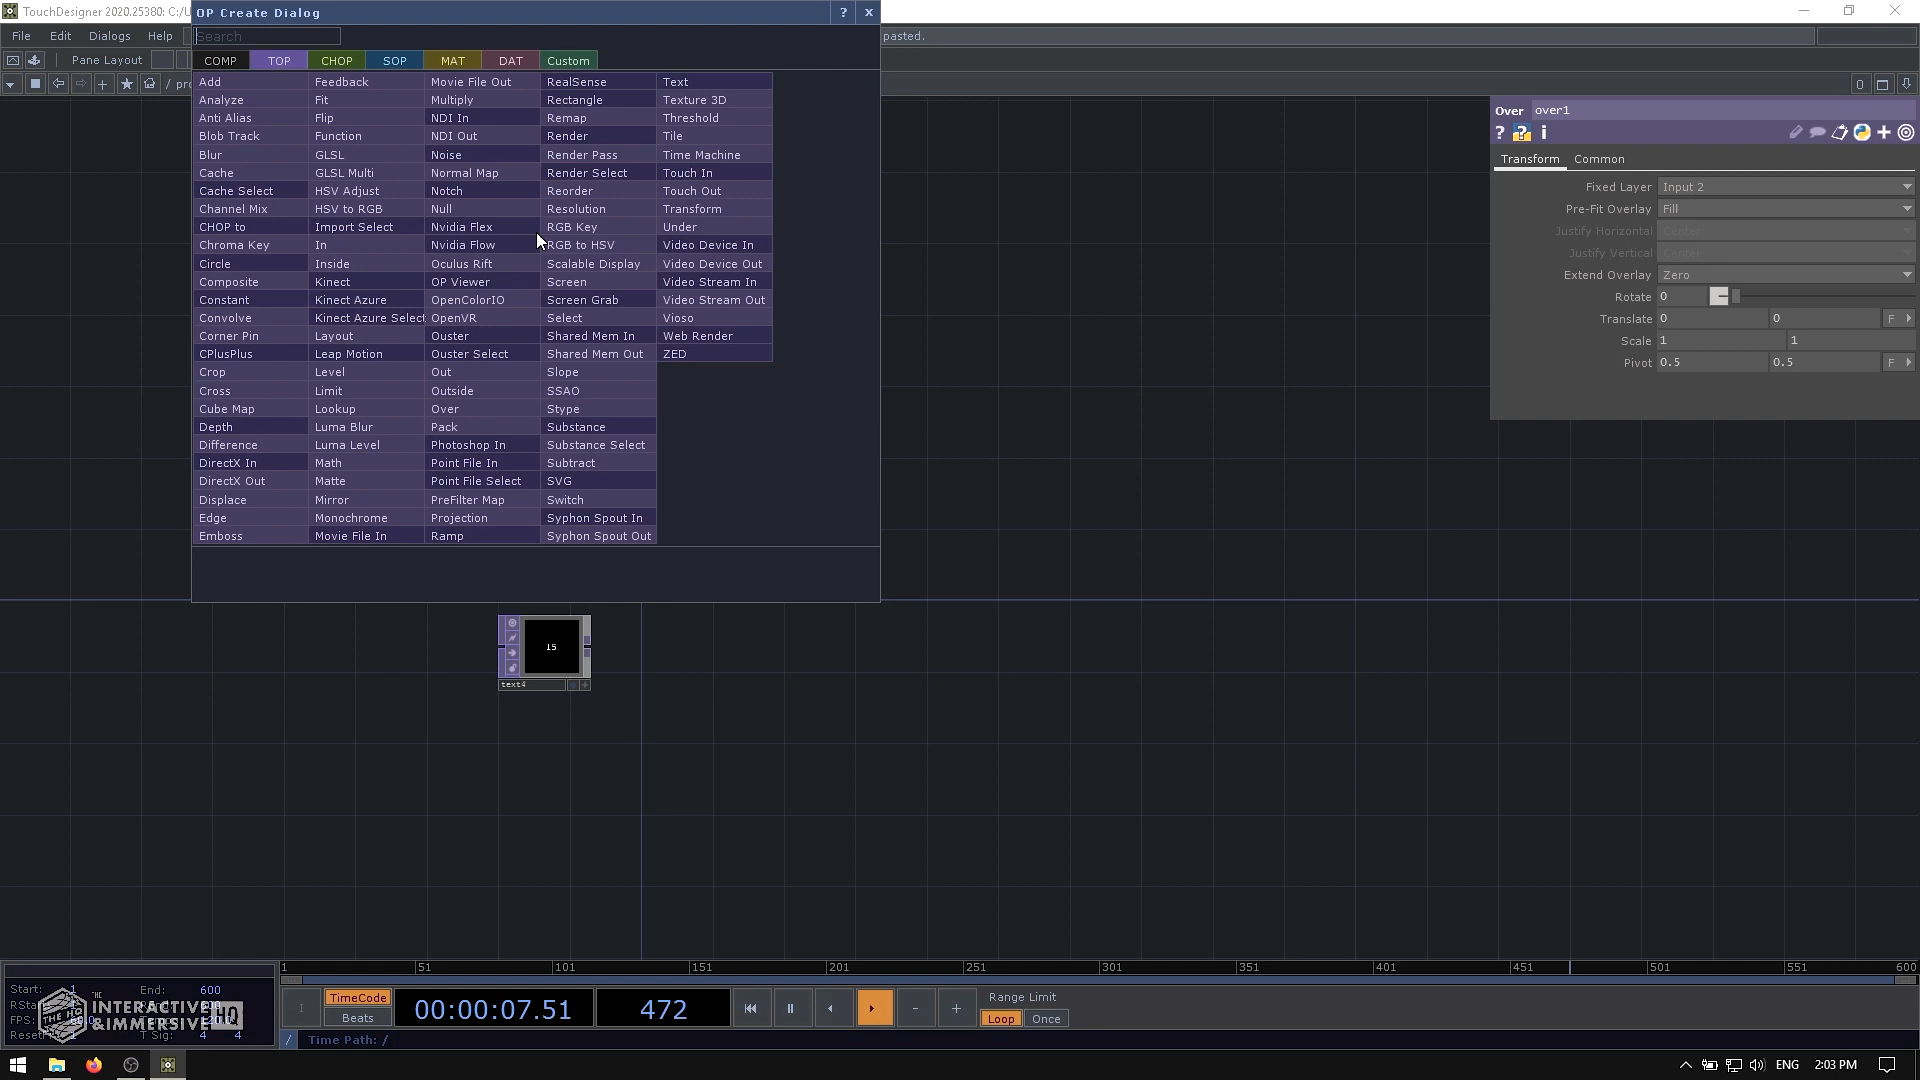 TouchDesigner 2020.25380: C:/U
OP Create Dialog
?
x
File
Edit
Dialogs
Help
Search
pasted.
Pane Layout
COMP
TOP
CHOP
SOP
MAT
DAT
Custom
/ pro
0
Add
Feedback
Movie File Out
RealSense
Text
Analyze
Fit
Multiply
Rectangle
Texture 3D
Anti Alias
Flip
NDI In
Remap
Threshold
Blob Track
Function
NDI Out
Render
Tile
Blur
GLSL
Noise
Render Pass
Time Machine
Cache
GLSL Multi
Normal Map
Render Select
Touch In
Cache Select
HSV Adjust
Notch
Reorder
Touch Out
Channel Mix
HSV to RGB
Null
Resolution
Transform
CHOP to
Import Select
Nvidia Flex
RGB Key
Under
Chroma Key
In
Nvidia Flow
RGB to HSV
Video Device In
Circle
Inside
Oculus Rift
Scalable Display
Video Device Out
Composite
Kinect
OP Viewer
Screen
Video Stream In
Constant
Kinect Azure
OpenColorIO
Screen Grab
Video Stream Out
Convolve
Kinect Azure Select
OpenVR
Select
Vioso
Corner Pin
Layout
Ouster
Shared Mem In
Web Render
CPlusPlus
Leap Motion
Ouster Select
Shared Mem Out
ZED
Crop
Level
Out
Slope
Cross
Limit
Outside
SSAO
Cube Map
Lookup
Over
Stype
Depth
Luma Blur
Pack
Substance
Difference
Luma Level
Photoshop In
Substance Select
DirectX In
Math
Point File In
Subtract
DirectX Out
Matte
Point File Select
SVG
Displace
Mirror
PreFilter Map
Switch
Edge
Monochrome
Projection
Syphon Spout In
Emboss
Movie File In
Ramp
Syphon Spout Out
Over
over1
? ? i
Transform
Common
Fixed Layer
Input 2
Pre-Fit Overlay
Fill
Justify Horizontal
Center
Justify Vertical
Center
Extend Overlay
Zero
Rotate
0
Translate
0
0
F
Scale
1
1
Pivot
0.5
0.5
F
15
text4
1
51
101
151
201
251
301
351
401
451
501
551
600
Start:
1
End:
600
FPS:
T Sig:
4
4
THE HQ
THE
INTERACTIVE
&IMMERSIVE HQ
I
TimeCode
Beats
00:00:07.51
472
-
+
Range Limit
Loop
Once
/
Time Path: /
ENG
2:03 PM